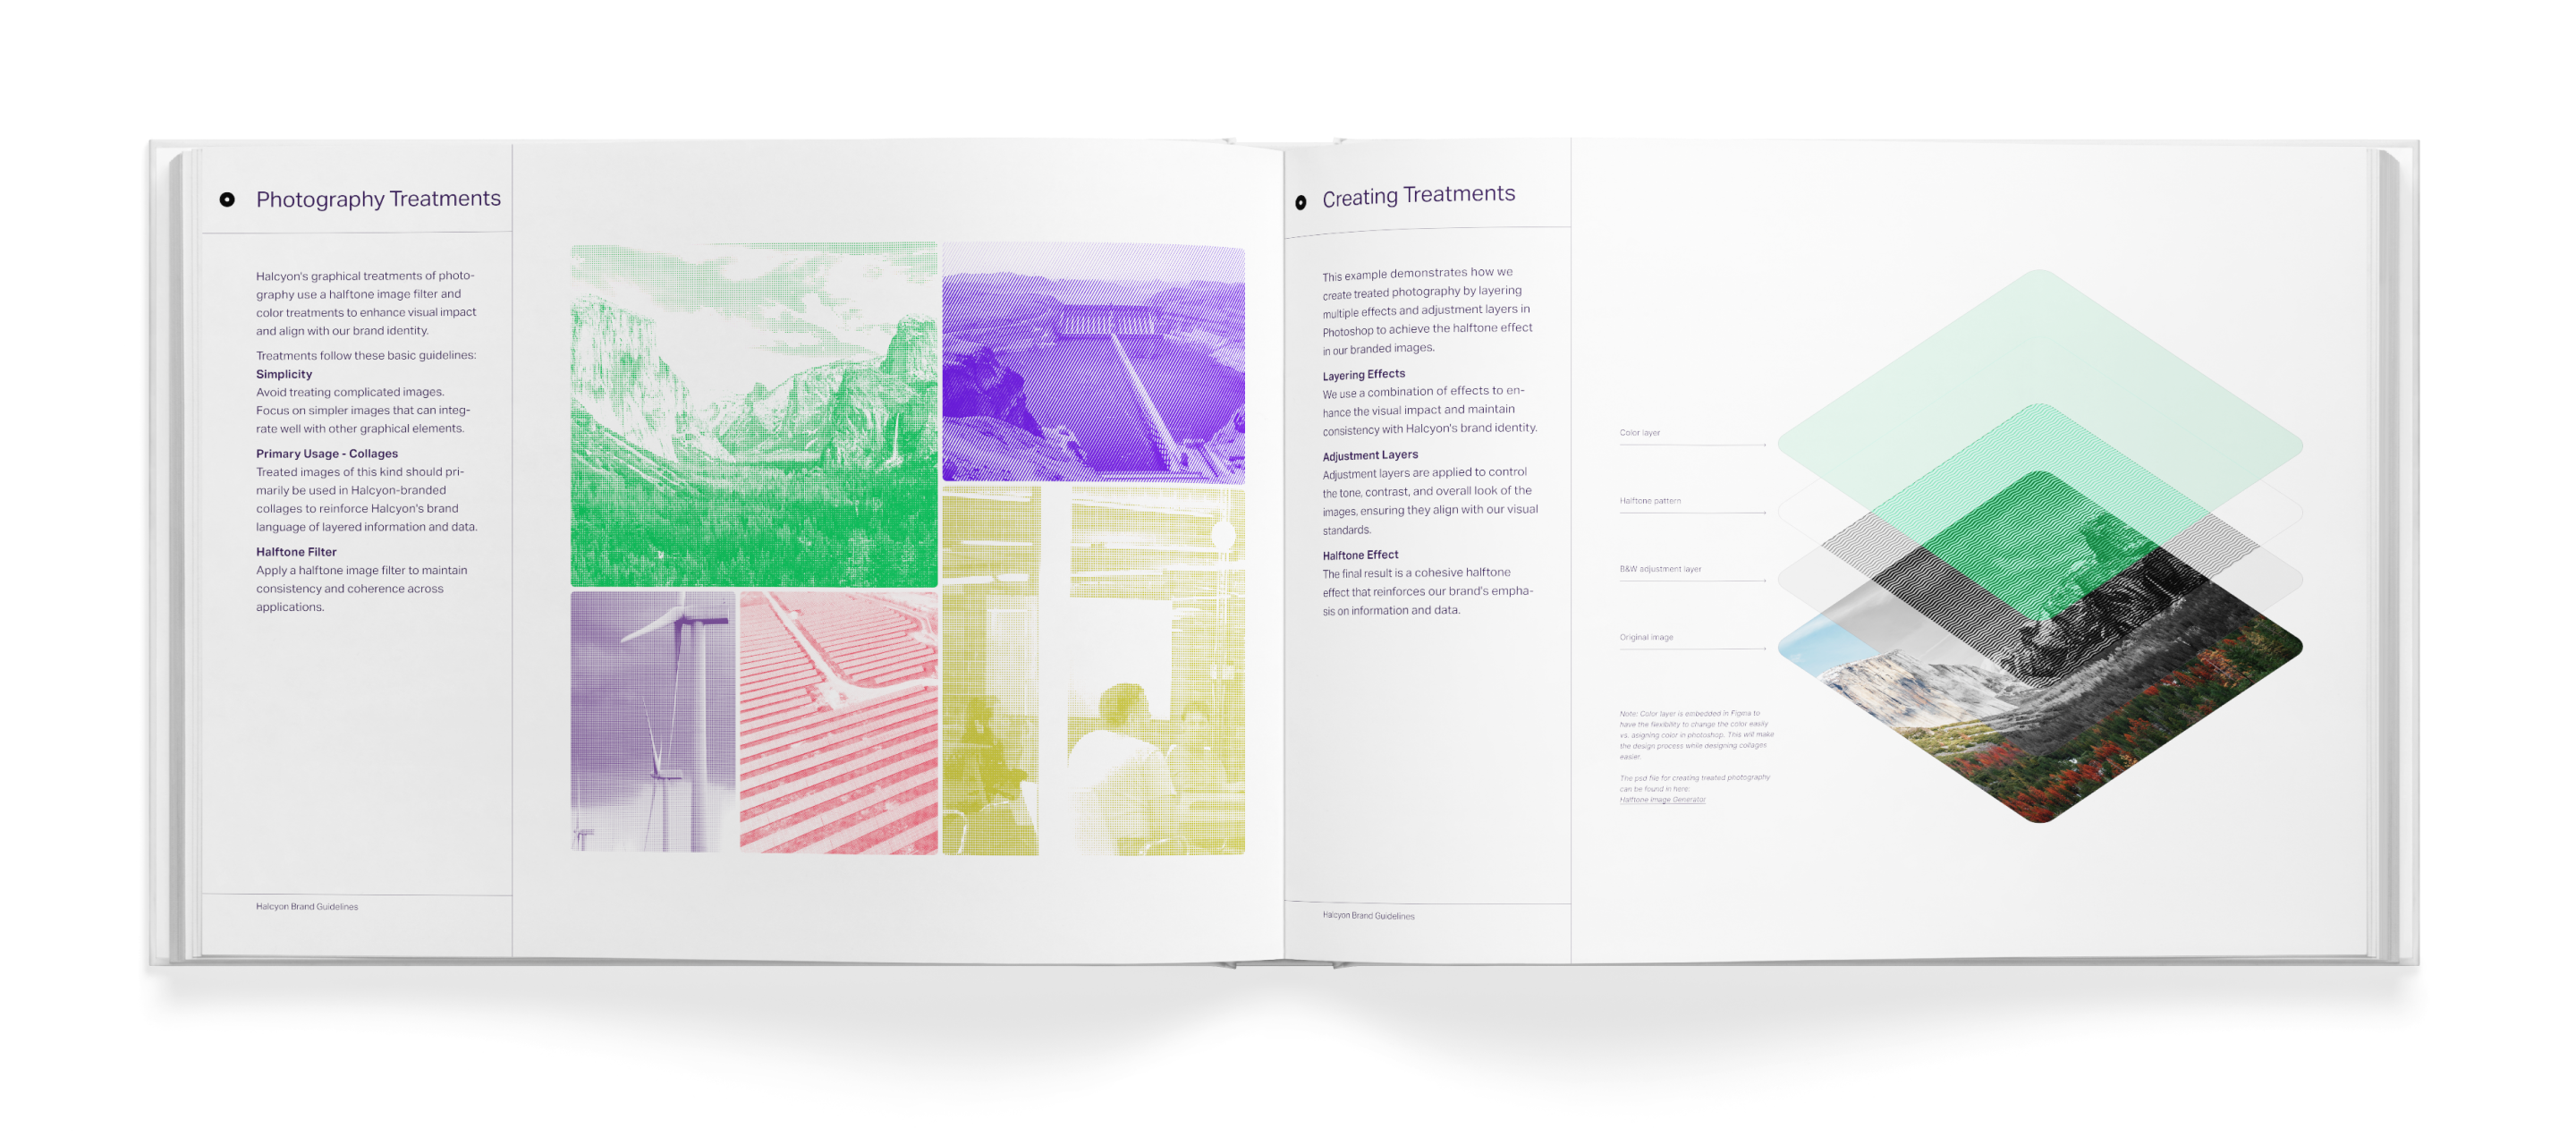 Photography Treatments
Halcyon's graphical treatments of photo-
graphy use a halftone image filter and
color treatments to enhance visual impact
and align with our brand identity.
Treatments follow these basic guidelines:
Simplicity
Avoid treating complicated images.
Focus on simpler images that can integ-
rate well with other graphical elements.
Primary Usage - Collages
Treated images of this kind should pri-
marily be used in Halcyon-branded
collages to reinforce Halcyon's brand
language of layered information and data.
Halftone Filter
Apply a halftone image filter to maintain
consistency and coherence across
applications.
Halcyon Brand Guidelines
Creating Treatments
This example demonstrates how we
create treated photography by layering
multiple effects and adjustment layers in
Photoshop to achieve the halftone effect
in our branded images.
Layering Effects
We use a combination of effects to en-
hance the visual impact and maintain
consistency with Halcyon's brand identity.
Adjustment Layers
Adjustment layers are applied to control
the tone, contrast, and overall look of the
images, ensuring they align with our visual
standards.
Halftone Effect
The final result is a cohesive halftone
effect that reinforces our brand's empha-
sis on information and data.
Halcyon Brand Guidelines
Color layer
Halftone pattern
B&W adjustment layer
Original image
Note: Color layer is embedded in Figma to
have the flexibility to change the color easily
vs. asigning color in photoshop. This will make
the design process while designing collages
easier.
The psd file for creating treated photography
can be found in here:
Halftone Image Generator